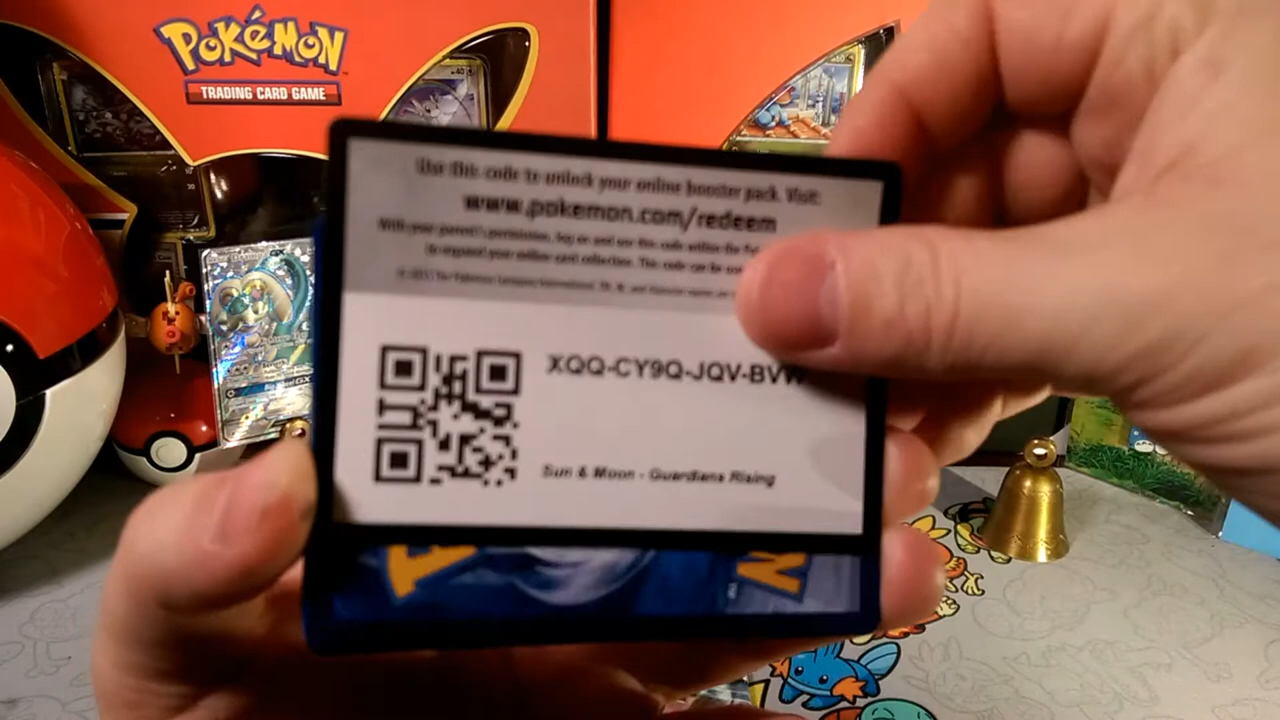 POKéMON
TRADING CARD GAME
Use this code to unlock your online booster pack. Visit:
www.pokemon.com/redeem
With your parent's permission, log on and use this code within the
to expand your online card collection. This code can be
XQQ-CY9Q-JQV-BVW
Sun & Moon - Guardians Rising